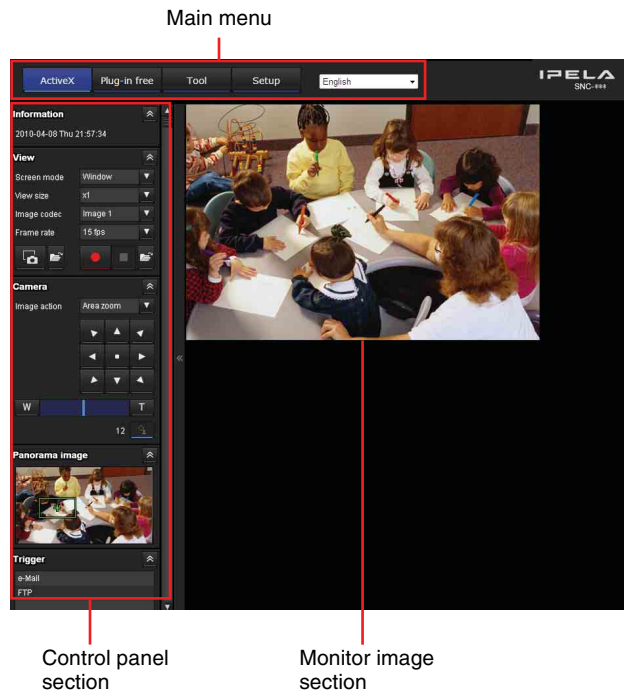 Main menu
ActiveX Plug-in free Tool Setup English
IPELA
SNC-***
Information
2010-04-08 Thu 21:57:34
View
Screen mode Window
View size x1
Image codec Image 1
Frame rate 15 fps
Camera
Image action Area zoom
W T
12
Panorama image
Trigger
e-Mail
FTP
Control panel
section
Monitor image
section